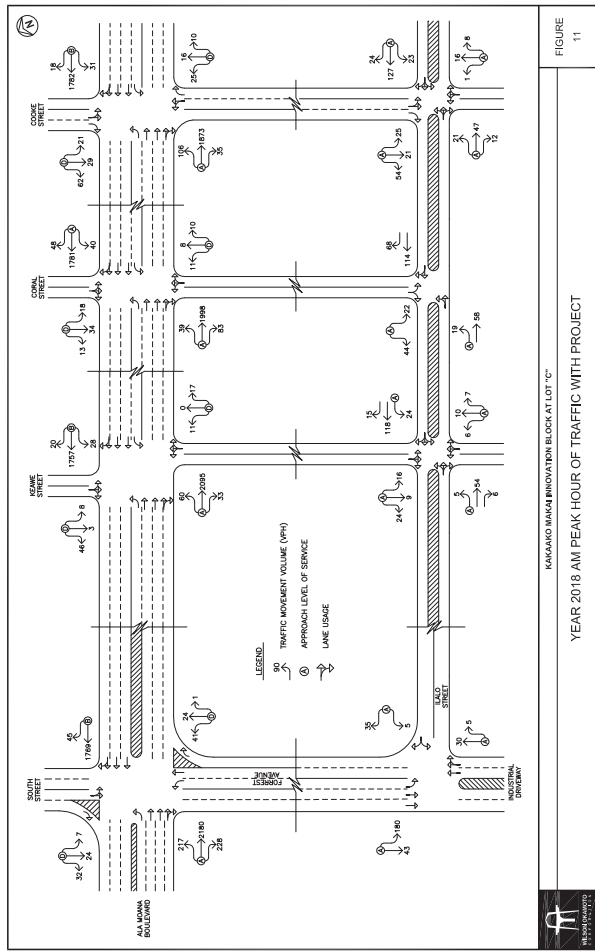 COOKE
STREET
18
1782
31
B
10
16
25
D
24
127
23
A
8
16
1
A
62
29
21
D
106
1873
35
A
25
21
54
A
21
47
12
A
48
1781
40
A
10
8
11
D
68
114
CORAL
STREET
13
34
18
D
39
1998
83
A
22
44
A
19
58
A
20
1757
28
B
17
0
11
D
15
118
24
A
7
10
6
A
KEAWE
STREET
46
3
8
D
60
2095
33
A
16
9
24
A
5
54
6
A
LEGEND
90 TRAFFIC MOVEMENT VOLUME (VPH)
A APPROACH LEVEL OF SERVICE
LANE USAGE
45
1769
B
1
24
41
D
35
5
A
5
30
A
ILALO
STREET
SOUTH
STREET
FORREST
AVENUE
INDUSTRIAL
DRIVEWAY
32
24
7
D
217
2180
228
A
180
43
A
ALA MOANA
BOULEVARD
N
WILSON OKAMOTO
CORPORATION
KAKAAKO MAKAI INNOVATION BLOCK AT LOT "C"
YEAR 2018 AM PEAK HOUR OF TRAFFIC WITH PROJECT
FIGURE
11